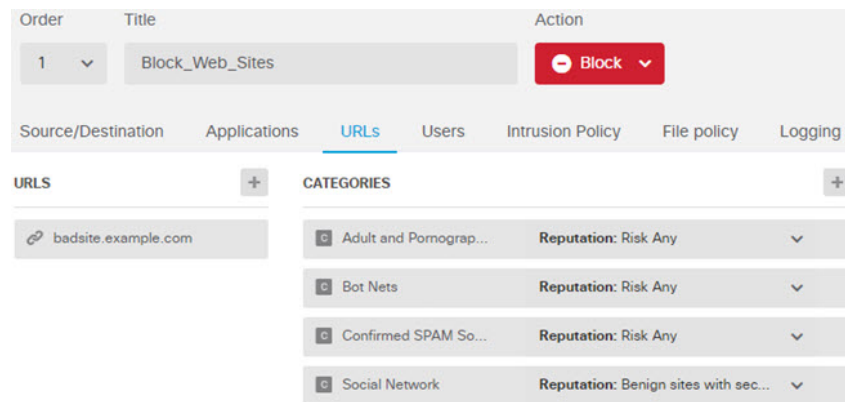 Order Title Action
1 Block_Web_Sites Block
Source/Destination Applications URLs Users Intrusion Policy File policy Logging
URLS CATEGORIES
badsite.example.com C Adult and Pornograp... Reputation: Risk Any
C Bot Nets Reputation: Risk Any
C Confirmed SPAM So... Reputation: Risk Any
C Social Network Reputation: Benign sites with sec...